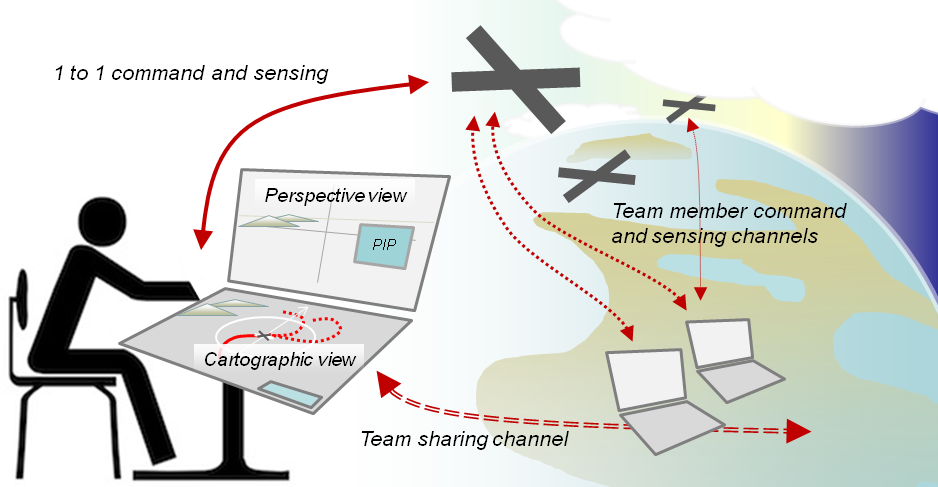 1 to 1 command and sensing
Perspective view
PIP
Team member command
and sensing channels
Cartographic view
Team sharing channel